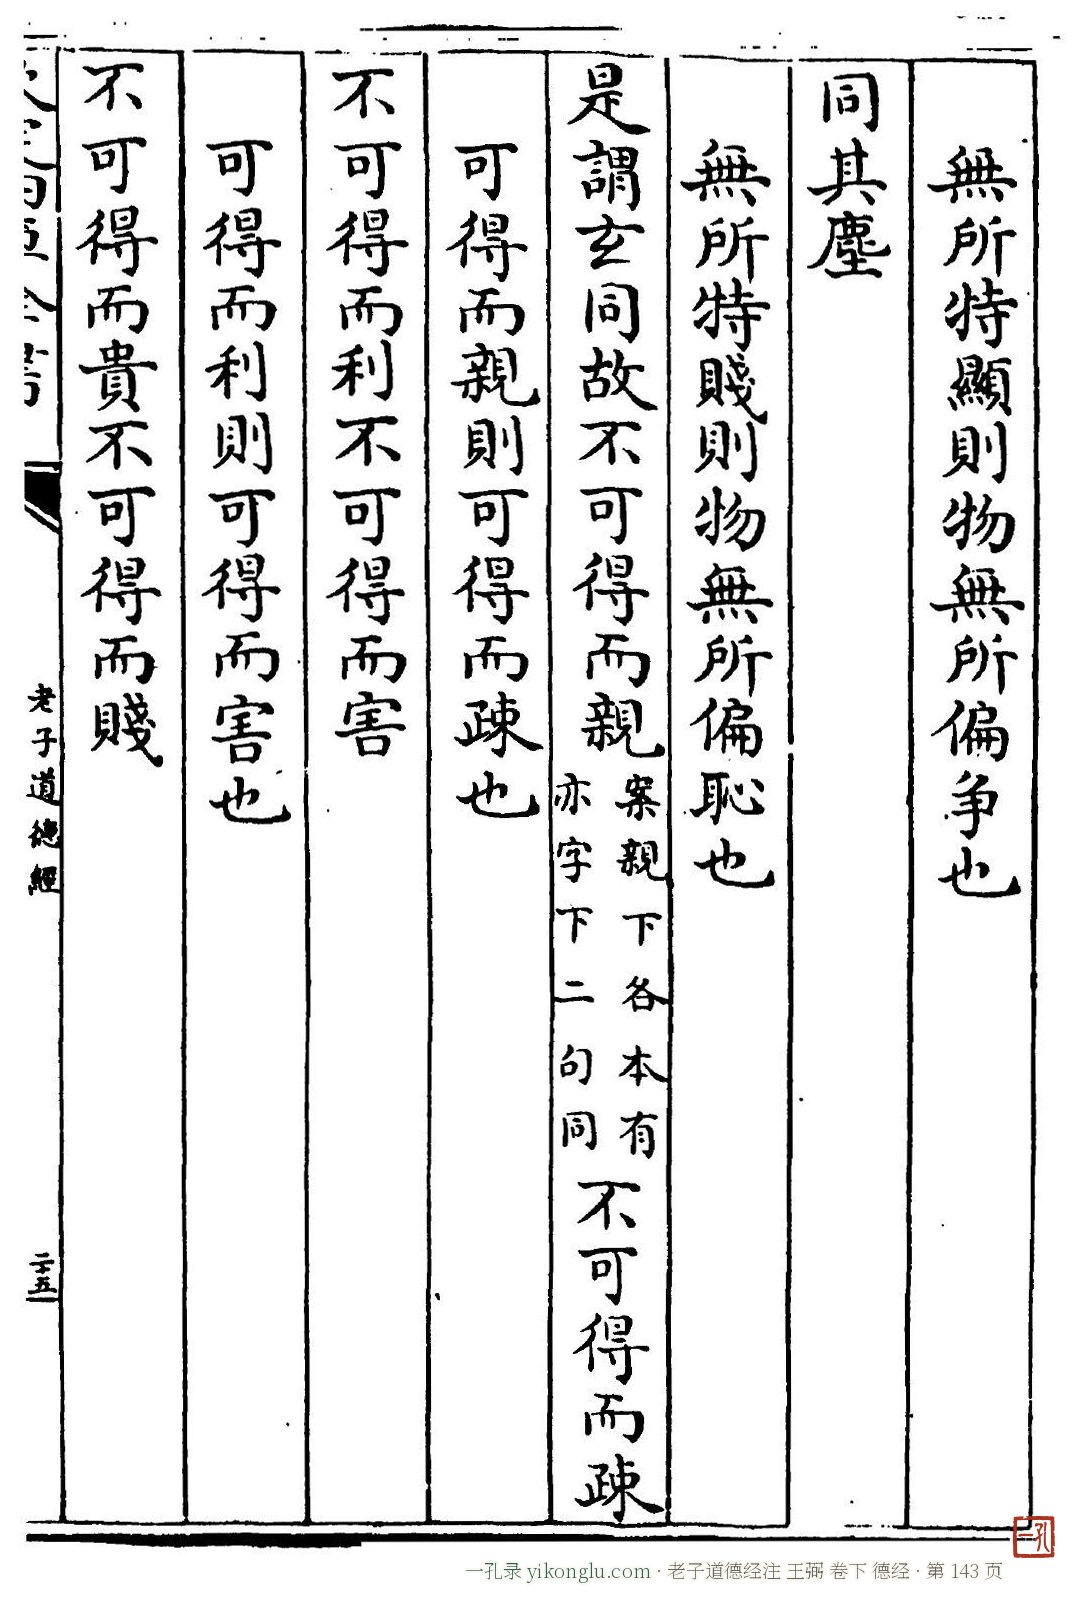 無所特顯則物無所偏爭也
同其塵
無所特賤則物無所偏恥也
是謂玄同故不可得而親案親下各本有亦字下二句同不可得而疎
可得而親則可得而疎也
不可得而利不可得而害
可得而利則可得而害也
不可得而貴不可得而賤
老子道德經
二十五
一孔
一孔录 yikonglu.com · 老子道德经注 王弼 卷下 德经 · 第 143 页